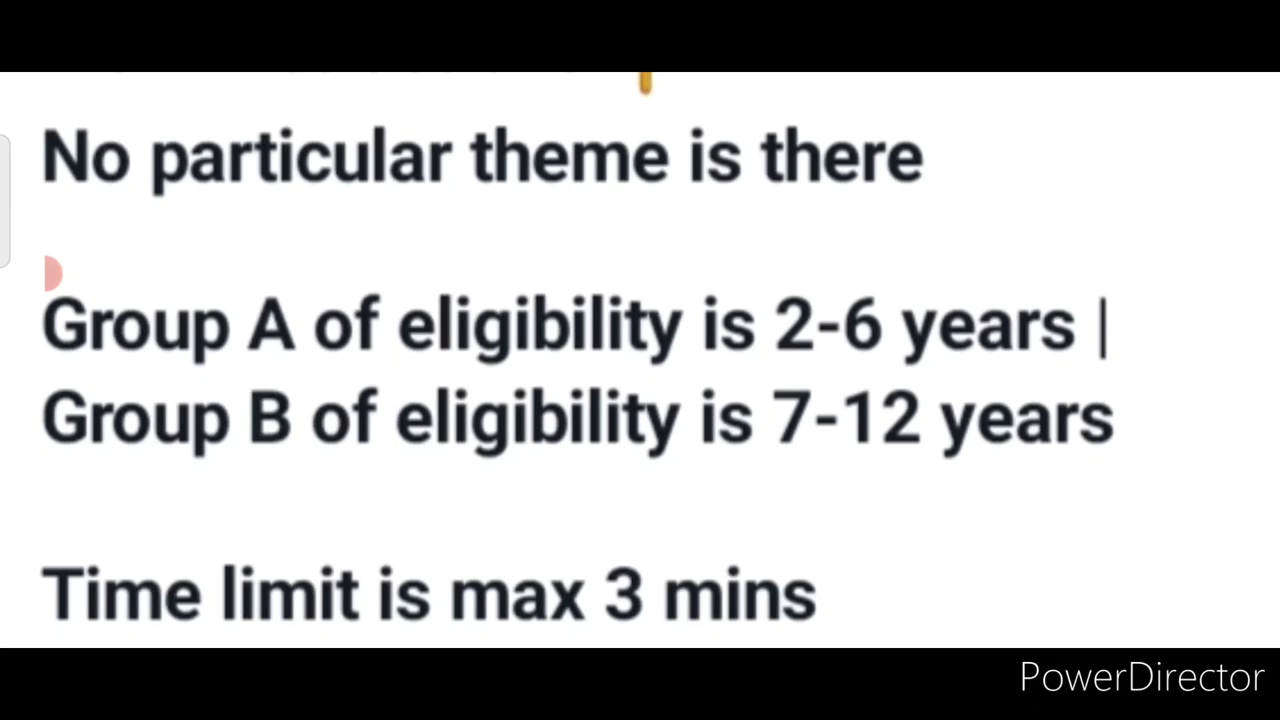 No particular theme is there
Group A of eligibility is 2-6 years |
Group B of eligibility is 7-12 years
Time limit is max 3 mins
PowerDirector